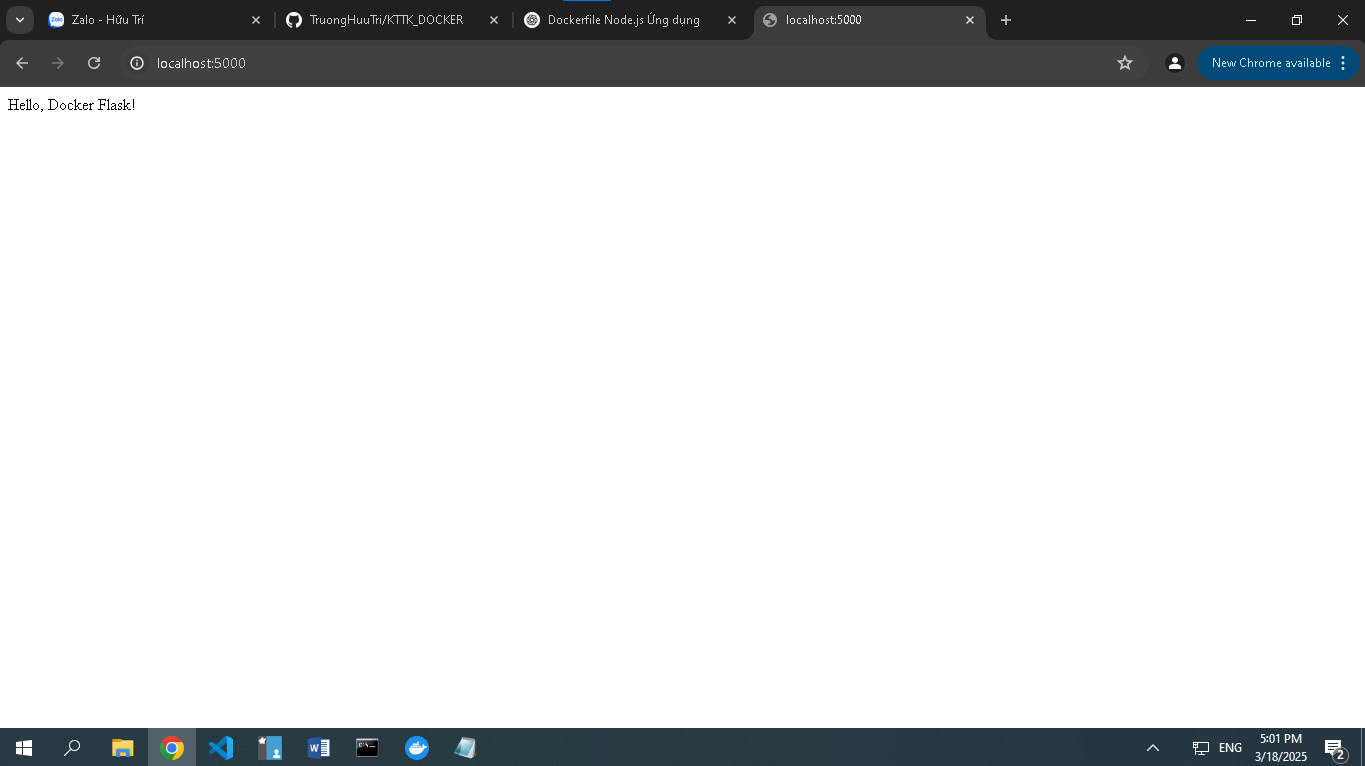 Zalo - Hữu Trí
TruongHuuTri/KTTK_DOCKER
Dockerfile Node.js Ứng dụng
localhost:5000
localhost:5000
New Chrome available
Hello, Docker Flask!
ENG
5:01 PM
3/18/2025
2